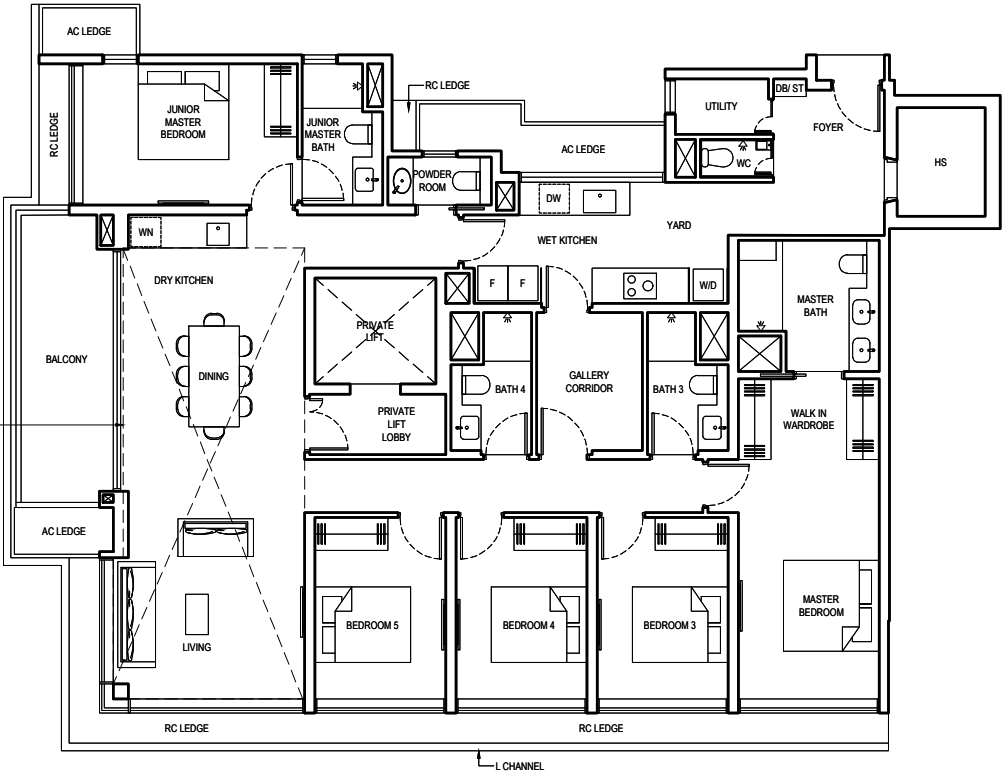 AC LEDGE
RC LEDGE
DB/ ST
UTILITY
JUNIOR
MASTER
BEDROOM
JUNIOR
MASTER
BATH
FOYER
RC LEDGE
AC LEDGE
WC
HS
POWDER
ROOM
DW
WN
YARD
WET KITCHEN
DRY KITCHEN
F
F
W/D
MASTER
BATH
PRIVATE
LIFT
BALCONY
DINING
GALLERY
CORRIDOR
BATH 4
BATH 3
PRIVATE
LIFT
LOBBY
WALK IN
WARDROBE
AC LEDGE
MASTER
BEDROOM
BEDROOM 5
BEDROOM 4
BEDROOM 3
LIVING
RC LEDGE
RC LEDGE
L CHANNEL